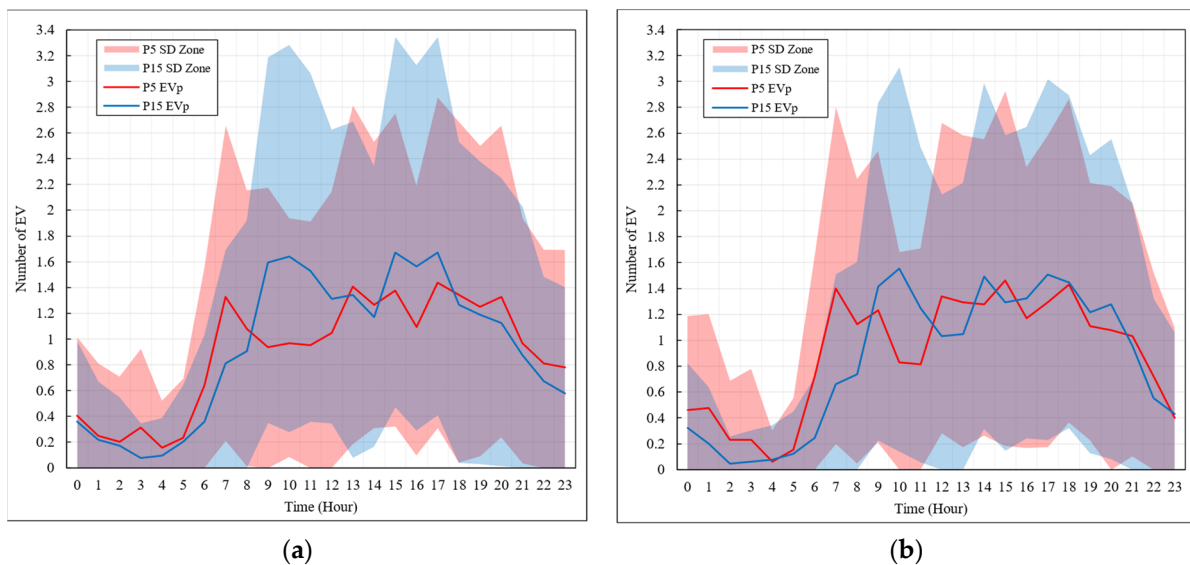 3.4
3.2
3
2.8
2.6
2.4
2.2
2
1.8
1.6
1.4
1.2
1
0.8
0.6
0.4
0.2
0
Number of EV
P5 SD Zone
P15 SD Zone
P5 EVp
P15 EVp
0 1 2 3 4 5 6 7 8 9 10 11 12 13 14 15 16 17 18 19 20 21 22 23
Time (Hour)
(a)
3.4
3.2
3
2.8
2.6
2.4
2.2
2
1.8
1.6
1.4
1.2
1
0.8
0.6
0.4
0.2
0
Number of EV
P5 SD Zone
P15 SD Zone
P5 EVp
P15 EVp
0 1 2 3 4 5 6 7 8 9 10 11 12 13 14 15 16 17 18 19 20 21 22 23
Time (Hour)
(b)